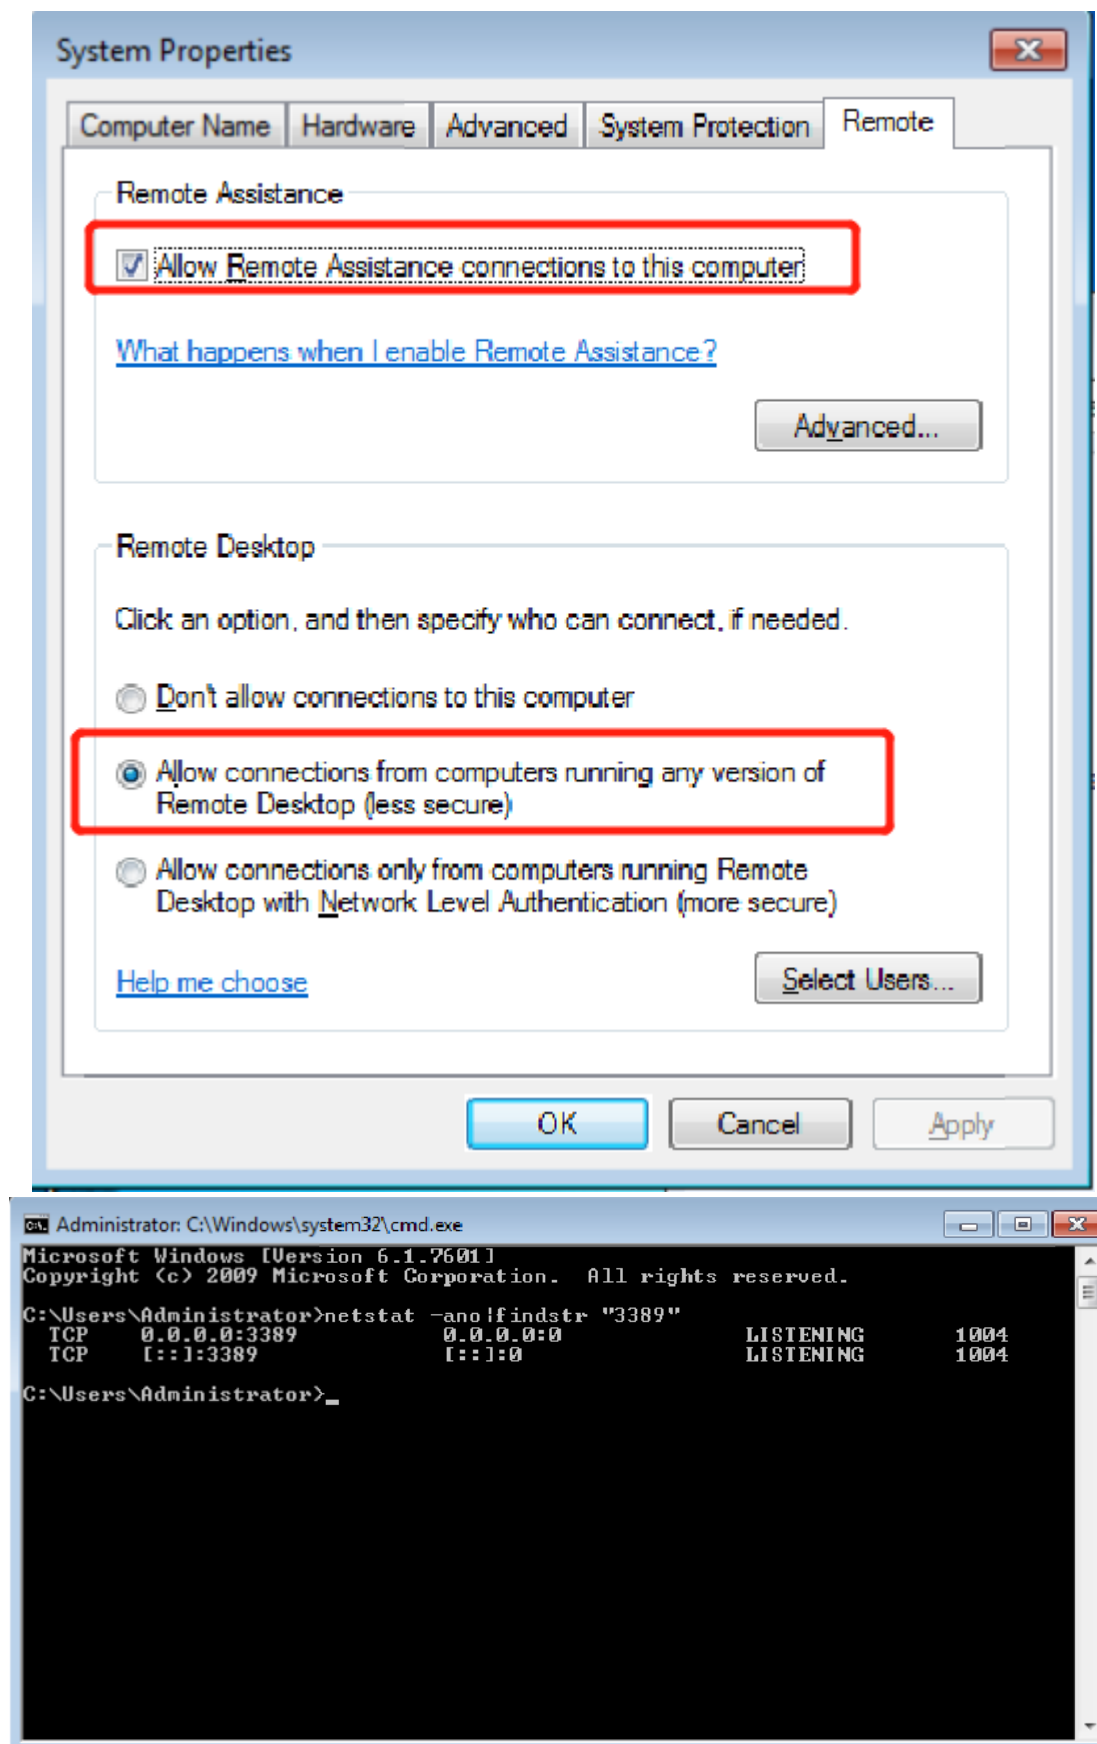 System Properties
Computer Name Hardware Advanced System Protection Remote
Remote Assistance
Allow Remote Assistance connections to this computer
What happens when I enable Remote Assistance?
Advanced...
Remote Desktop
Click an option, and then specify who can connect, if needed.
Don't allow connections to this computer
Allow connections from computers running any version of
Remote Desktop (less secure)
Allow connections only from computers running Remote
Desktop with Network Level Authentication (more secure)
Help me choose
Select Users...
OK Cancel Apply
Administrator: C:\Windows\system32\cmd.exe
Microsoft Windows [Version 6.1.7601]
Copyright (c) 2009 Microsoft Corporation.  All rights reserved.
C:\Users\Administrator>netstat -ano|findstr "3389"
TCP 0.0.0.0:3389 0.0.0.0:0 LISTENING 1004
TCP [::]:3389 [::]:0 LISTENING 1004
C:\Users\Administrator>_